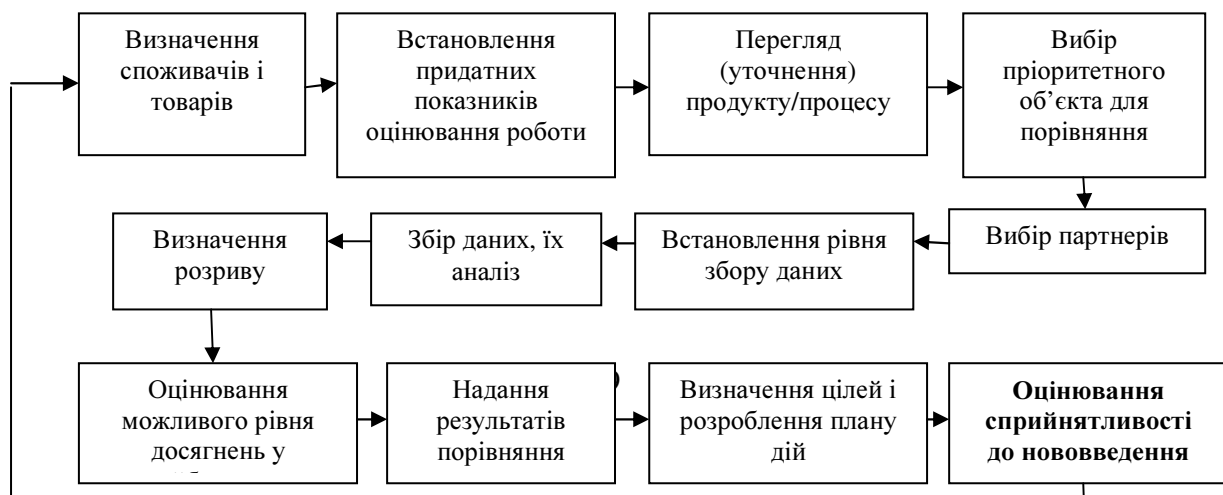 Визначення
споживачів і
товарів
Встановлення
придатних
показників
оцінювання роботи
Перегляд
(уточнення)
продукту/процесу
Вибір
пріоритетного
об’єкта для
порівняння
Вибір партнерів
Встановлення рівня
збору даних
Збір даних, їх
аналіз
Визначення
розриву
Оцінювання
можливого рівня
досягнень у
Надання
результатів
порівняння
Визначення цілей і
розроблення плану
дій
Оцінювання
сприйнятливості
до нововведення